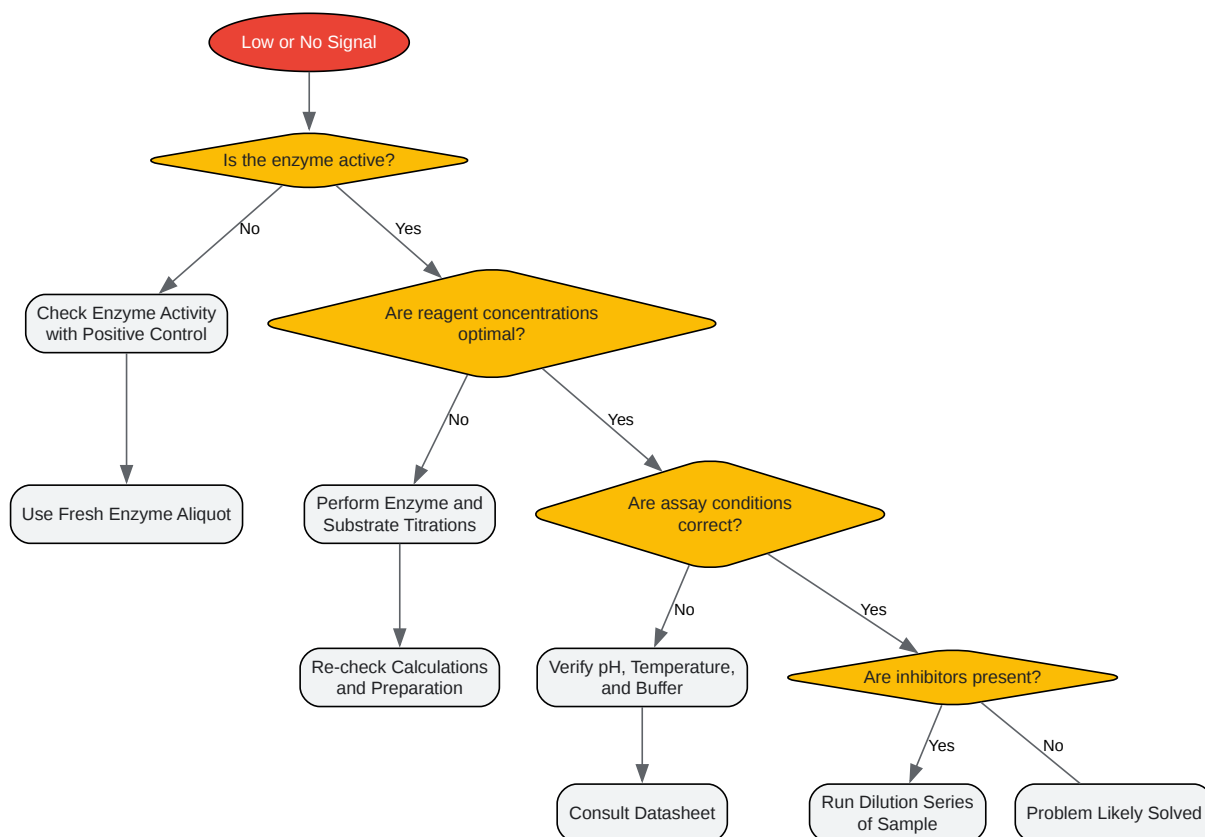 Low or No Signal
Is the enzyme active?
No
Yes
Check Enzyme Activity
with Positive Control
Are reagent concentrations
optimal?
No
Yes
Use Fresh Enzyme Aliquot
Perform Enzyme and
Substrate Titrations
Are assay conditions
correct?
No
Yes
Re-check Calculations
and Preparation
Verify pH, Temperature,
and Buffer
Are inhibitors present?
Yes
No
Consult Datasheet
Run Dilution Series
of Sample
Problem Likely Solved